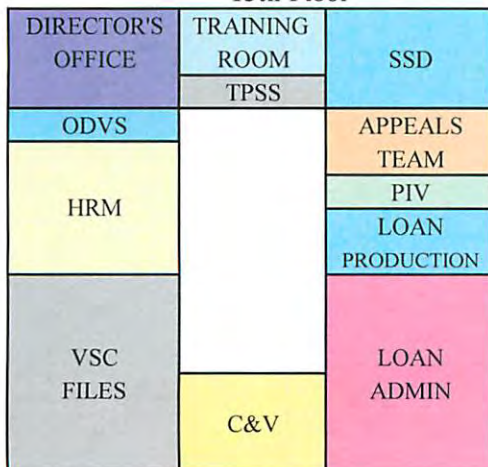 DIRECTOR'S
OFFICE
TRAINING
ROOM
SSD
TPSS
ODVS
APPEALS
TEAM
PIV
HRM
LOAN
PRODUCTION
VSC
FILES
LOAN
ADMIN
C&V